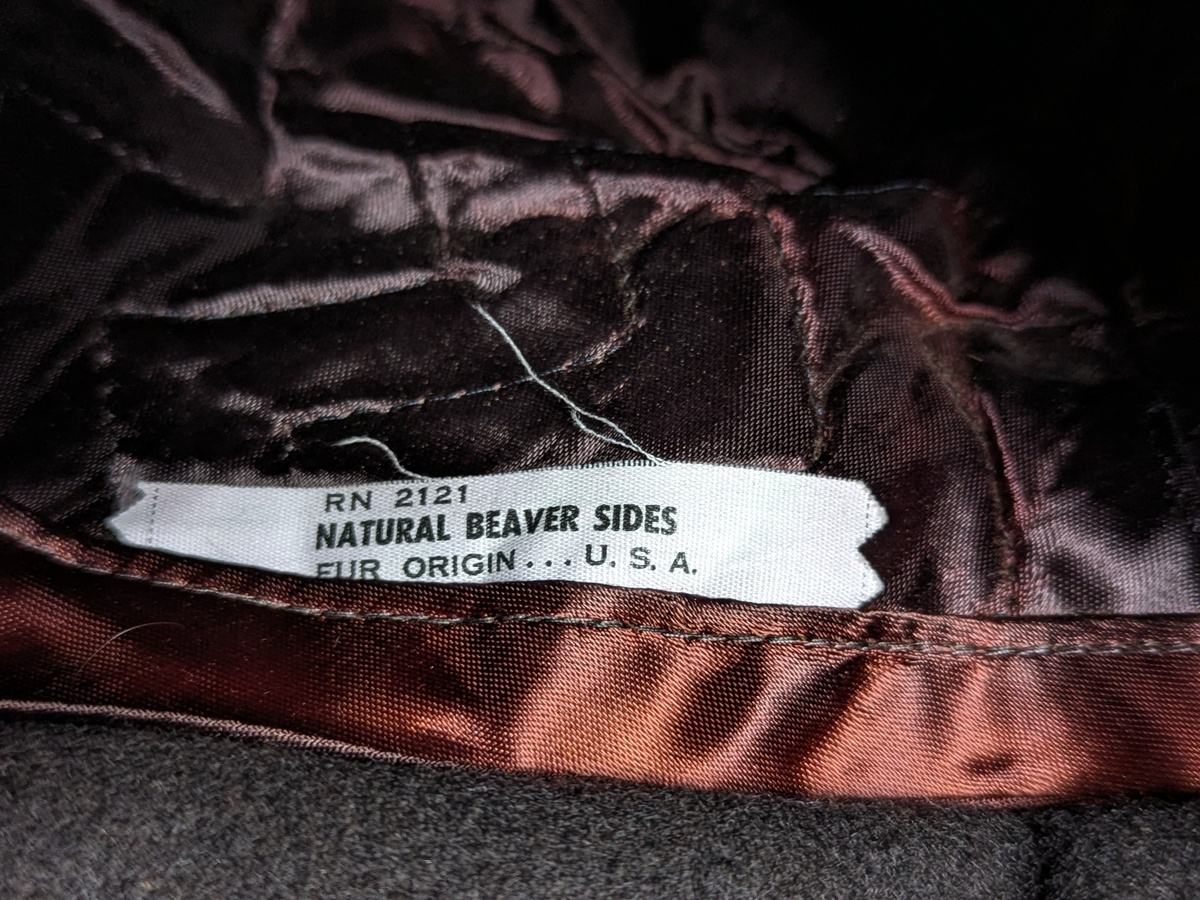 RN 2121
NATURAL BEAVER SIDES
FUR ORIGIN... U. S. A.